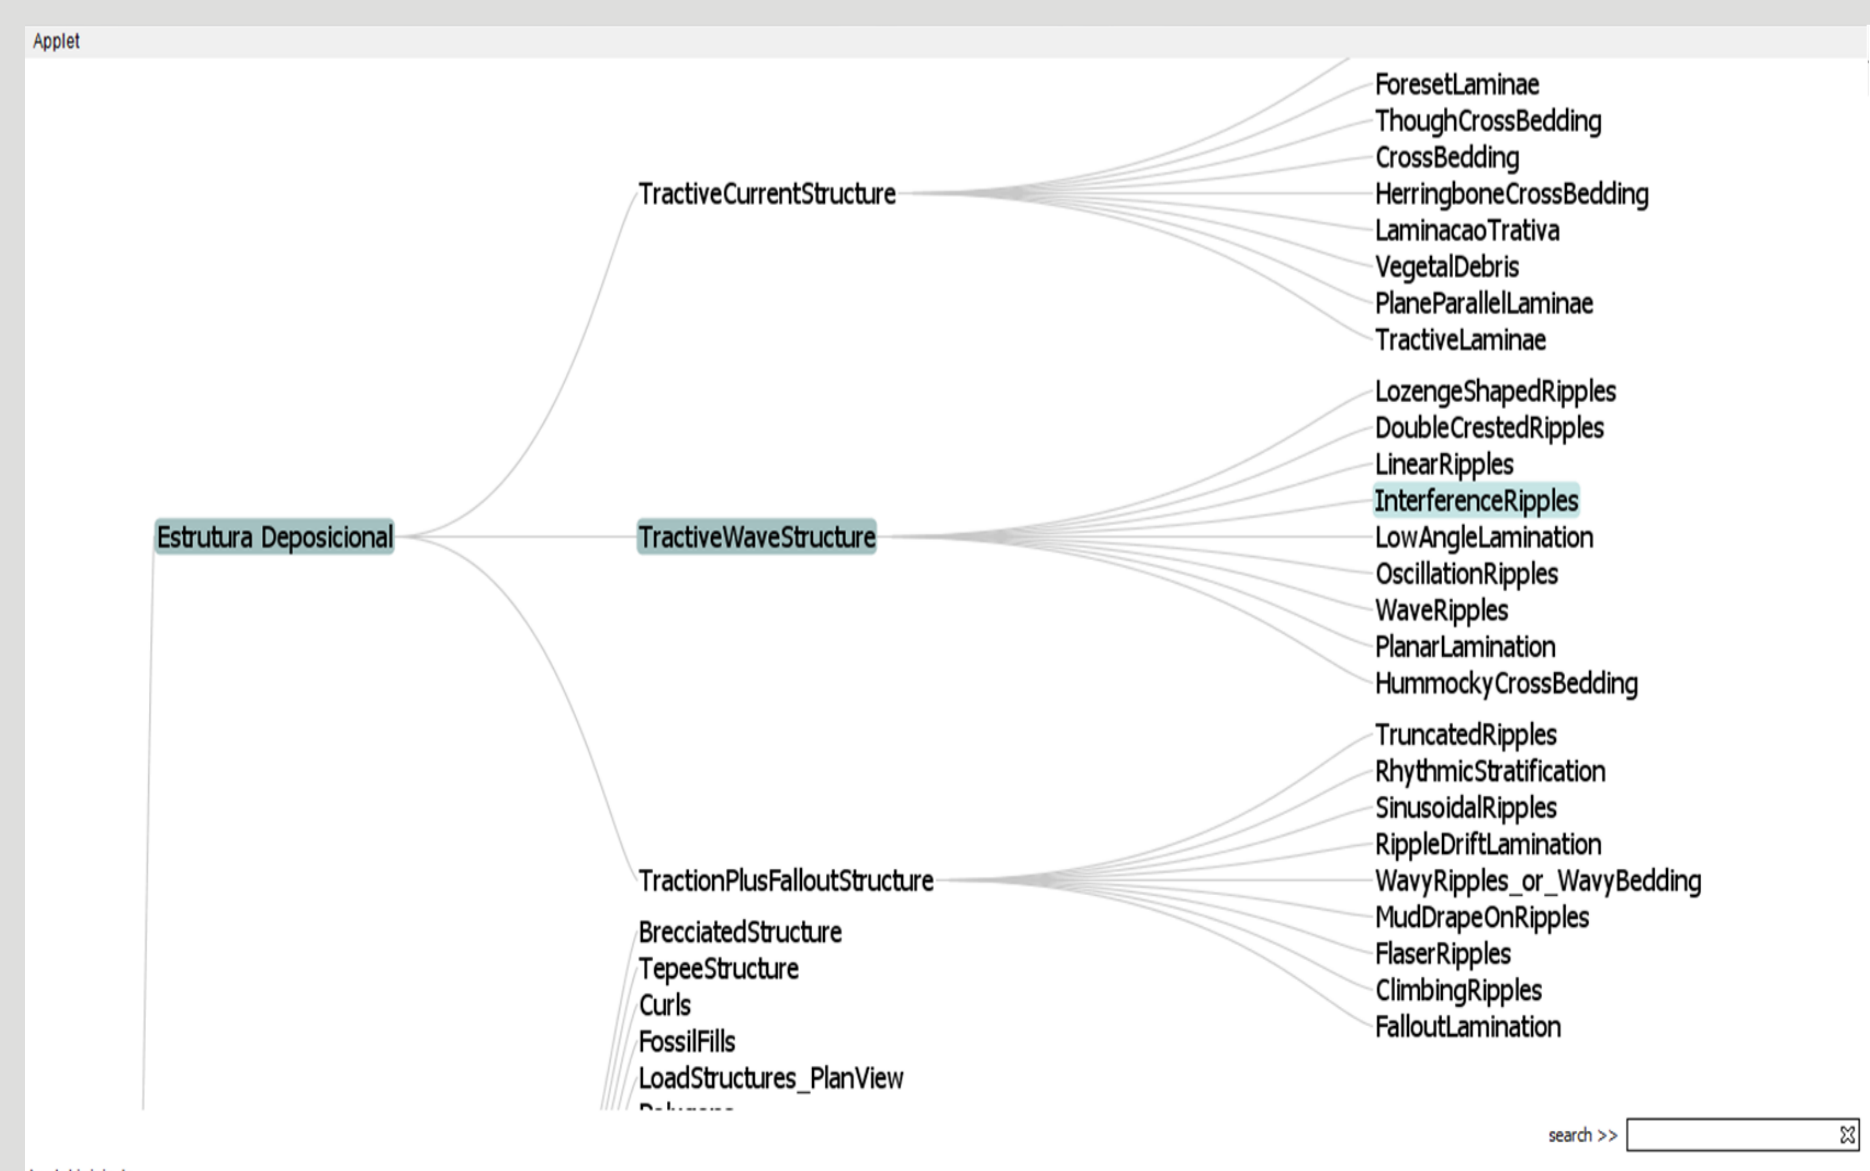 Applet
ForesetLaminae
ThoughCrossBedding
CrossBedding
TractiveCurrentStructure
HerringboneCrossBedding
LaminacaoTrativa
VegetalDebris
PlaneParallelLaminae
TractiveLaminae
LozengeShapedRipples
DoubleCrestedRipples
LinearRipples
InterferenceRipples
Estrutura Deposicional
TractiveWaveStructure
LowAngleLamination
OscillationRipples
WaveRipples
PlanarLamination
HummockyCrossBedding
TruncatedRipples
RhythmicStratification
SinusoidalRipples
RippleDriftLamination
TractionPlusFalloutStructure
WavyRipples_or_WavyBedding
MudDrapeOnRipples
FlaserRipples
ClimbingRipples
FalloutLamination
BrecciatedStructure
TepeeStructure
Curls
FossilFills
LoadStructures_PlanView
search >>